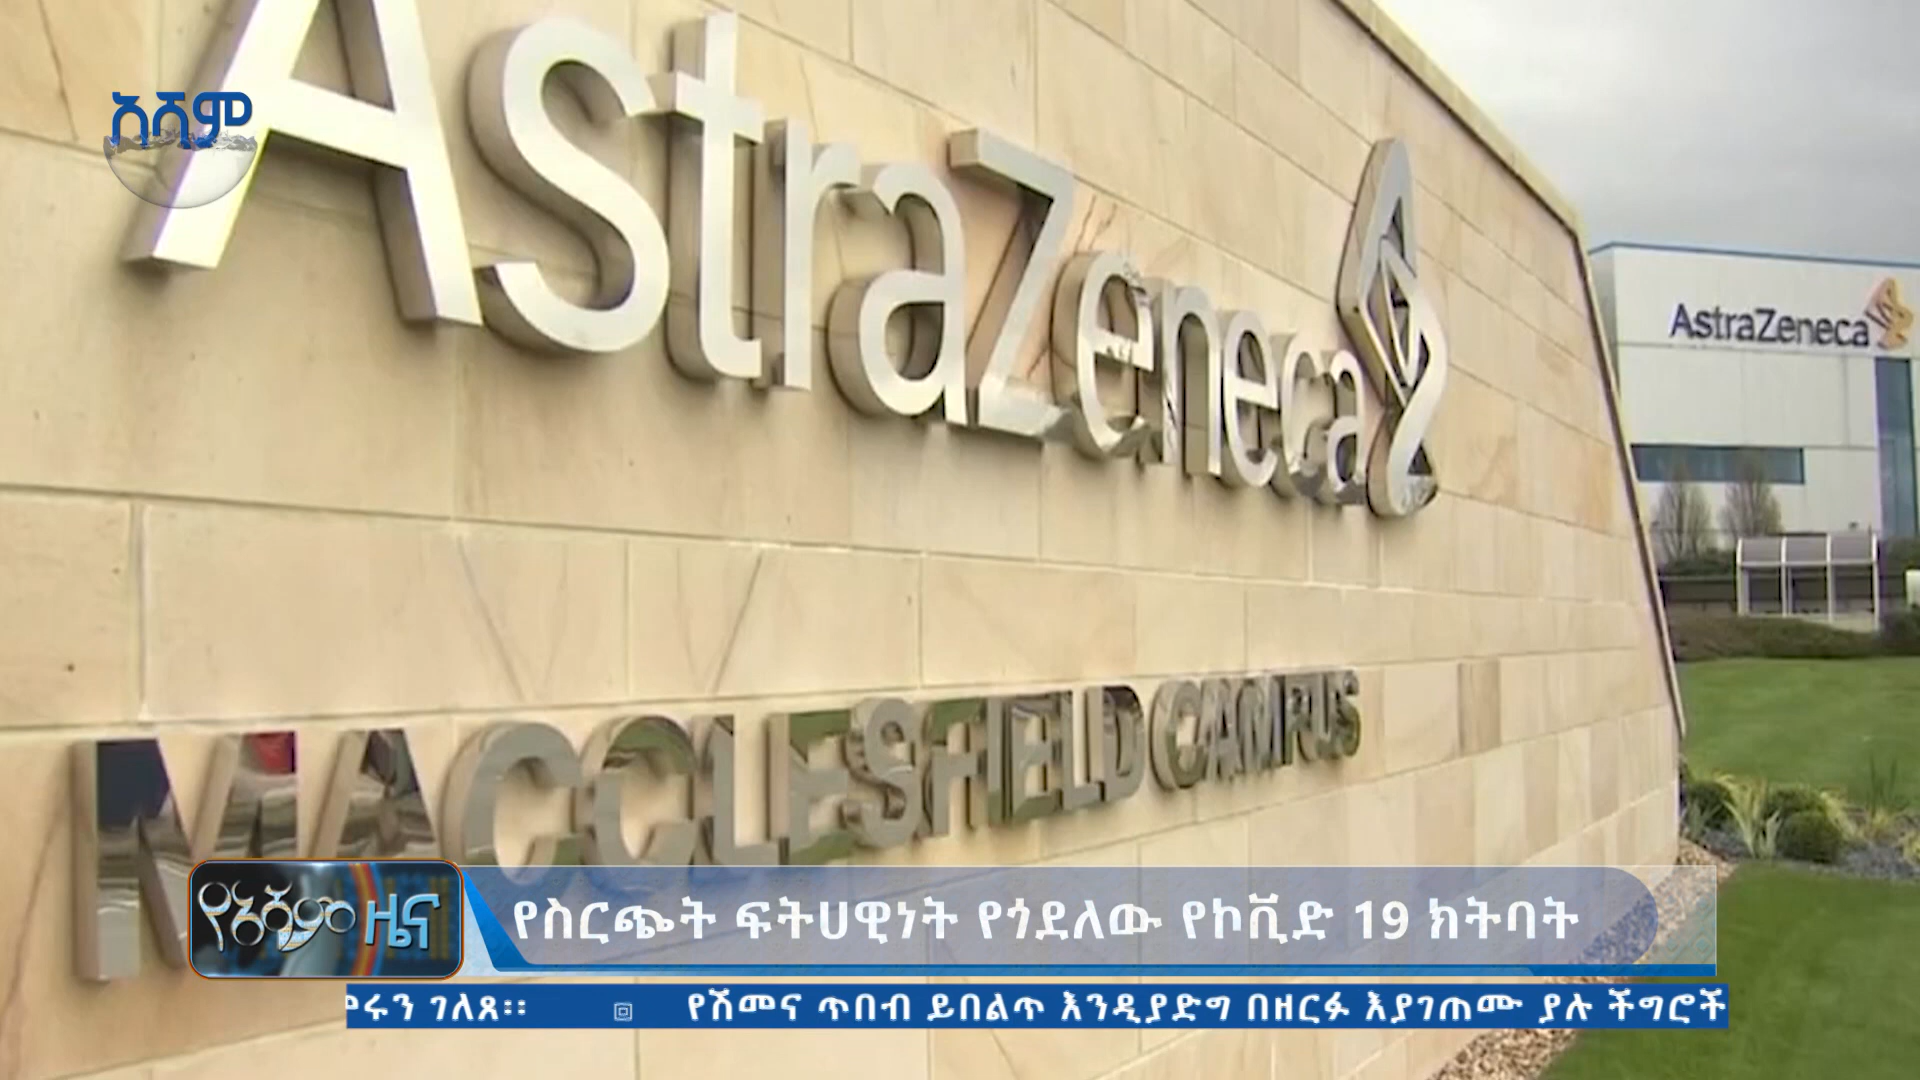 አሻም
AstraZeneca
AstraZeneca
MACCLESFIELD CAMPUS
የአሻም ዜና
የስርጭት ፍትሀዊነት የጎደለው የኮቪድ 19 ክትባት
ገለጸ። የሽመና ጥበብ ይበልጥ እንዲያድግ በዘርፉ እያገጠሙ ያሉ ችግሮች